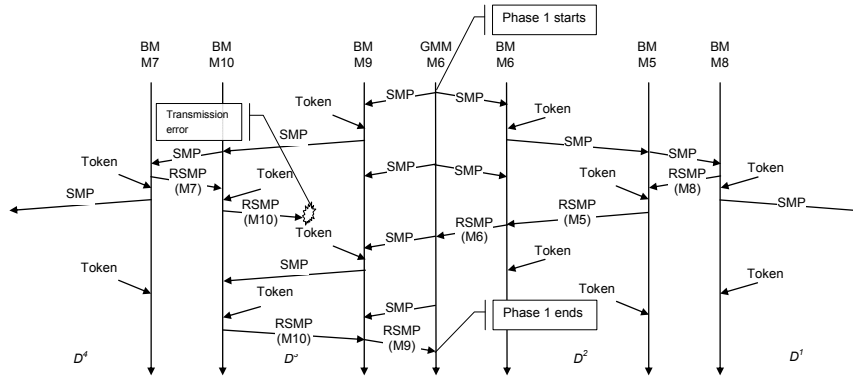 Phase 1 starts
BM
M7
BM
M10
BM
M9
GMM
M6
BM
M6
BM
M5
BM
M8
Transmission
error
Token
SMP
SMP
Token
Token
SMP
SMP
SMP
SMP
Token
SMP
SMP
SMP
RSMP
(M7)
Token
RSMP
(M8)
Token
SMP
RSMP
(M10)
RSMP
(M5)
SMP
Token
SMP
RSMP
(M6)
SMP
Token
Token
Token
Token
Token
SMP
RSMP
(M10)
RSMP
(M9)
Phase 1 ends
D4
D2
D1